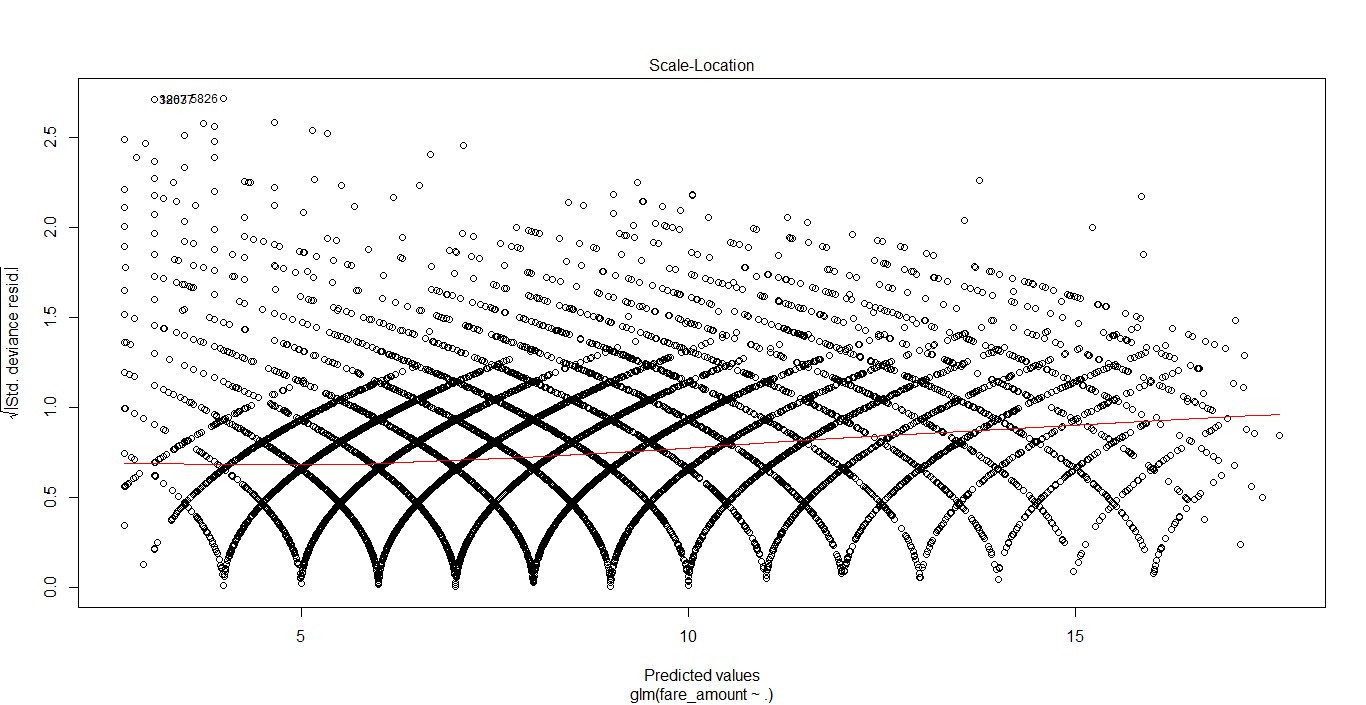 Scale-Location
5826
√|Std. deviance resid.|
0.0
0.5
1.0
1.5
2.0
2.5
5
10
15
Predicted values
glm(fare_amount ~ .)